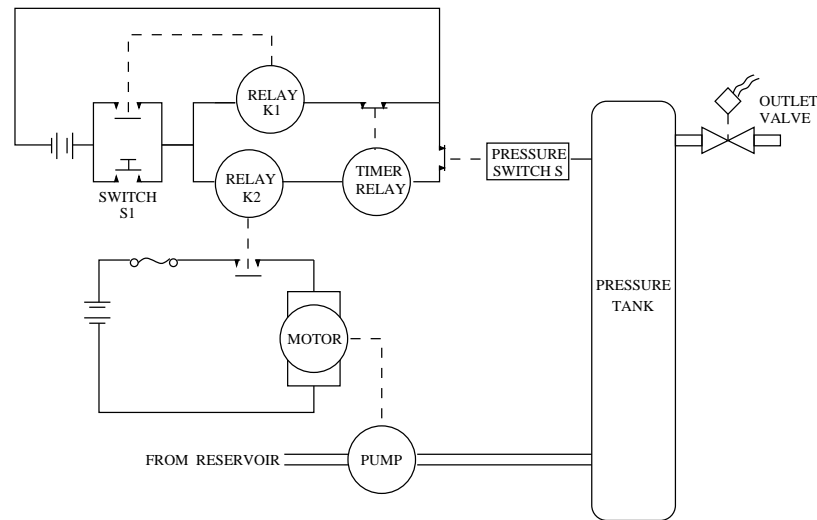 RELAY
K1
OUTLET
VALVE
PRESSURE
SWITCH S
TIMER
RELAY
RELAY
K2
SWITCH
S1
PRESSURE
TANK
MOTOR
FROM RESERVOIR
PUMP